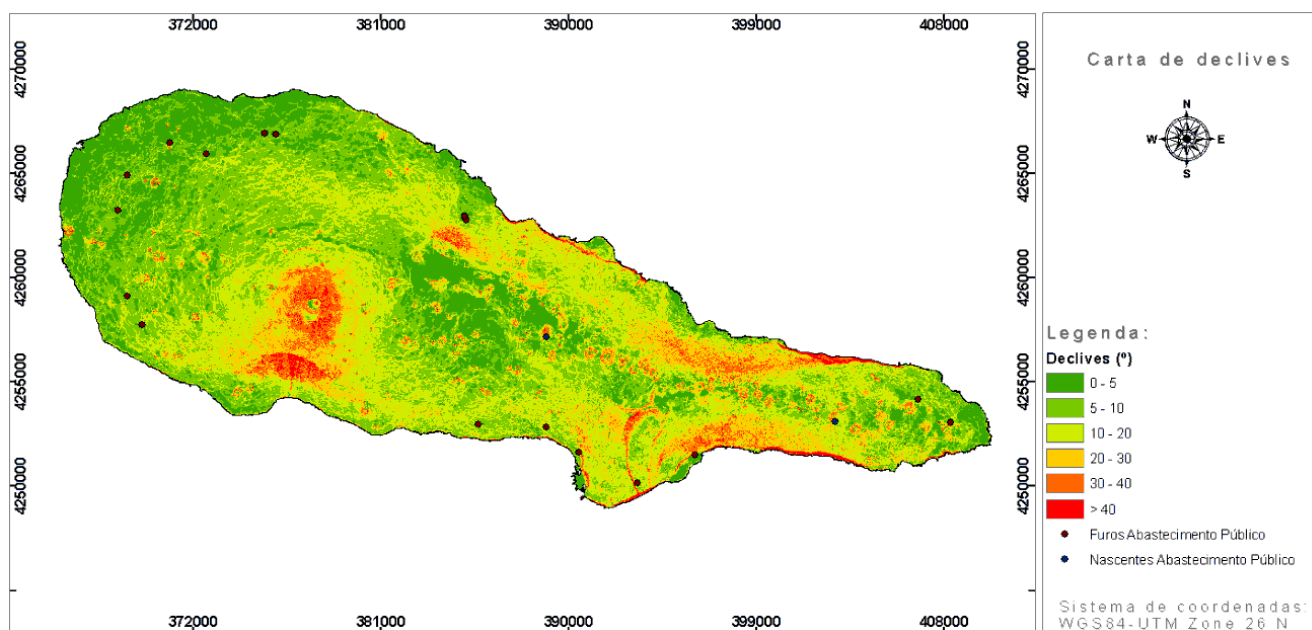 372000 381000 390000 399000 408000
4270000
4270000
4265000
4265000
4260000
4260000
4255000
4255000
4250000
4250000
372000 381000 390000 399000 408000
Carta de declives
N
W E
S
Legenda:
Declives (º)
0 - 5
5 - 10
10 - 20
20 - 30
30 - 40
> 40
Furos Abastecimento Público
Nascentes Abastecimento Público
Sistema de coordenadas:
WGS84-UTM Zone 26 N